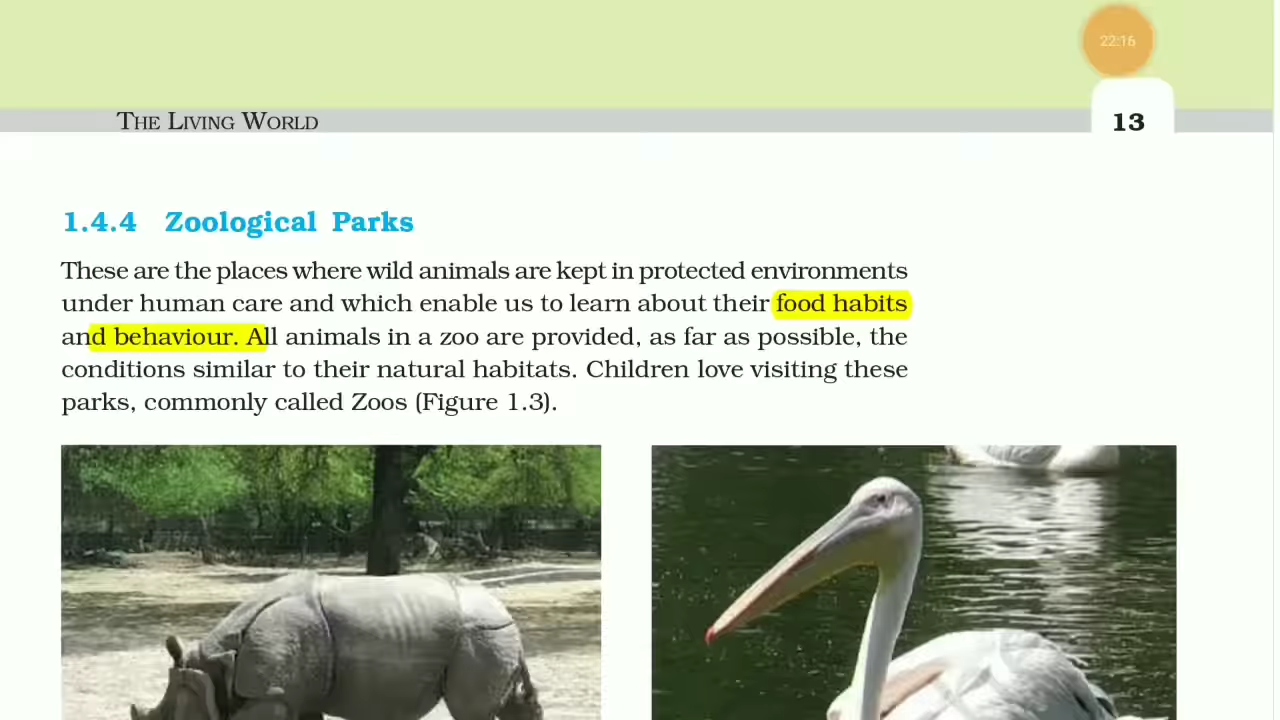 22:16
THE LIVING WORLD
13
1.4.4 Zoological Parks
These are the places where wild animals are kept in protected environments
under human care and which enable us to learn about their food habits
and behaviour. All animals in a zoo are provided, as far as possible, the
conditions similar to their natural habitats. Children love visiting these
parks, commonly called Zoos (Figure 1.3).